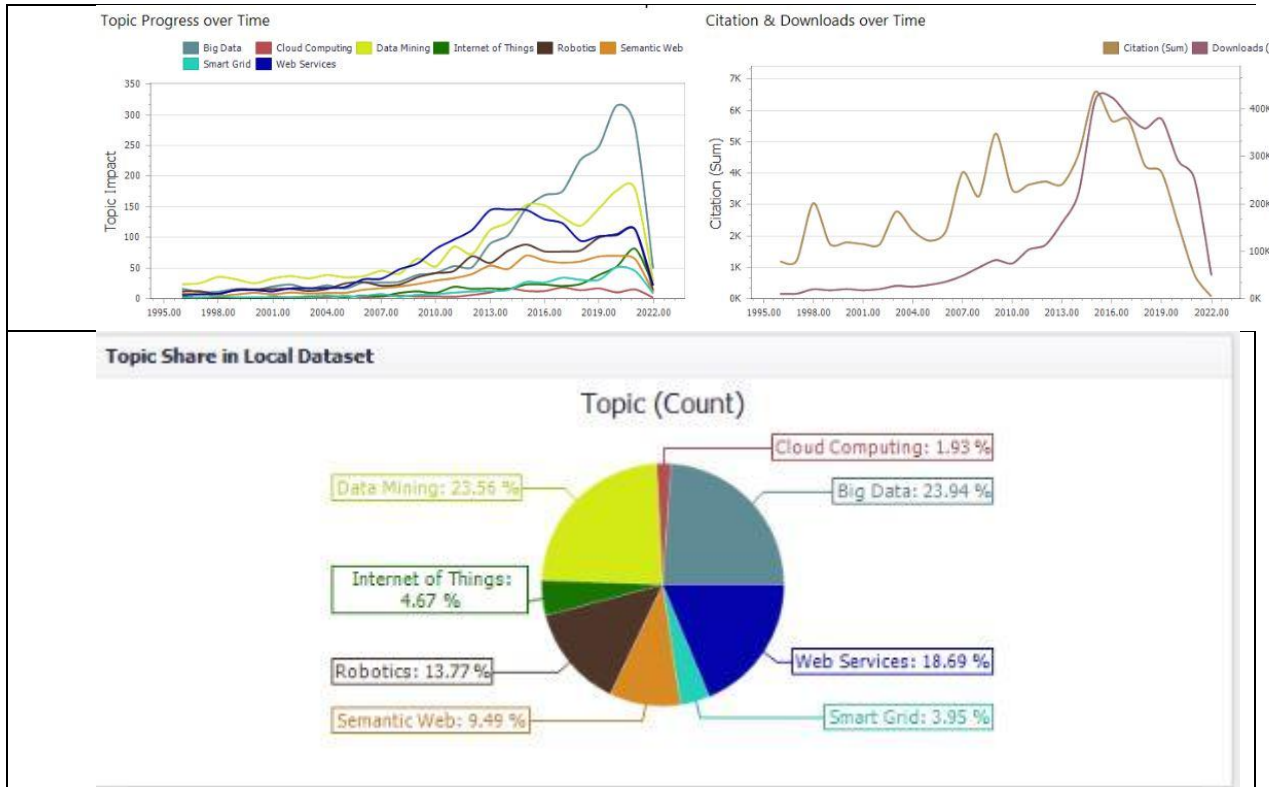 Topic Progress over Time
Big Data Cloud Computing Data Mining Internet of Things Robotics Semantic Web
Smart Grid Web Services
350
300
250
200
150
100
50
0
Topic Impact
1995.00 1998.00 2001.00 2004.00 2007.00 2010.00 2013.00 2016.00 2019.00 2022.00
Citation & Downloads over Time
Citation (Sum) Downloads (
7K
6K
5K
4K
3K
2K
1K
0K
Citation (Sum)
400K
300K
200K
100K
0K
1995.00 1998.00 2001.00 2004.00 2007.00 2010.00 2013.00 2016.00 2019.00 2022.00
Topic Share in Local Dataset
Topic (Count)
Cloud Computing: 1.93 %
Data Mining: 23.56 %
Big Data: 23.94 %
Internet of Things:
4.67 %
Web Services: 18.69 %
Robotics: 13.77 %
Semantic Web: 9.49 %
Smart Grid: 3.95 %